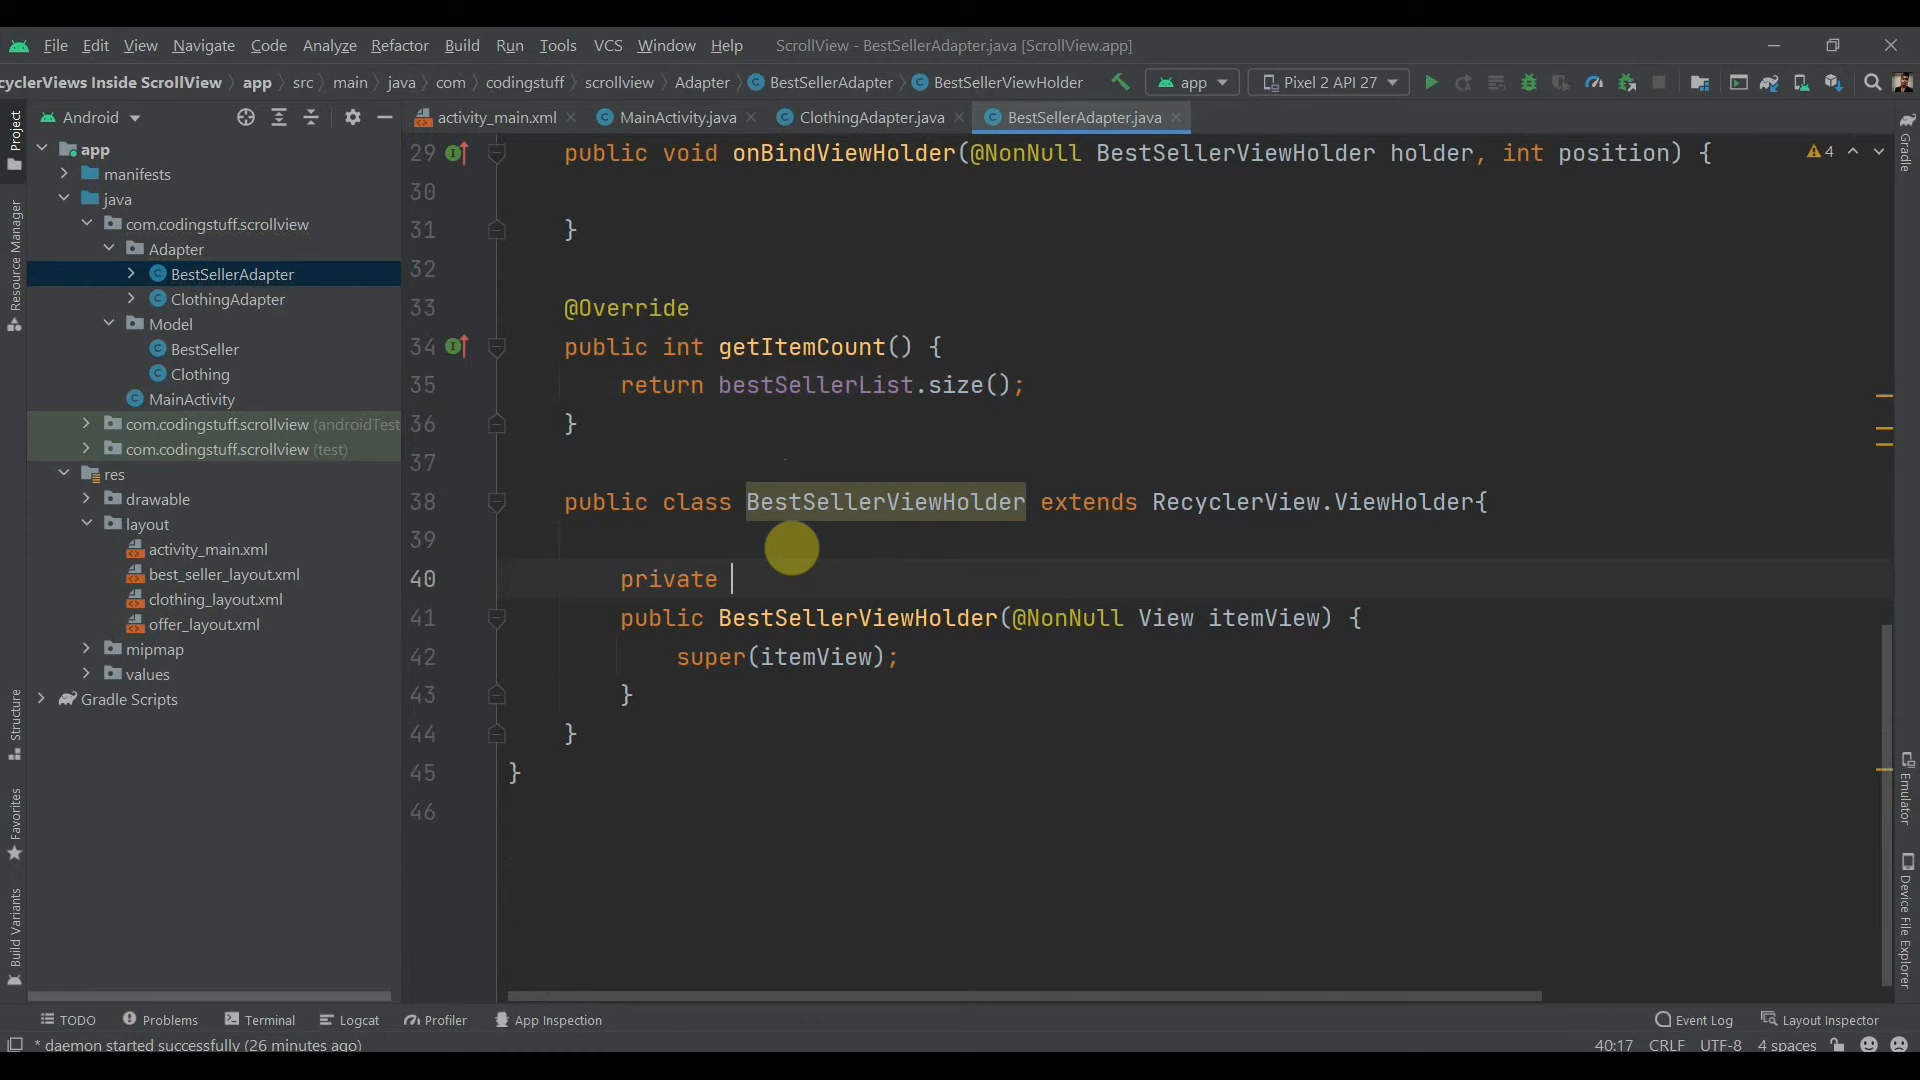 File Edit View Navigate Code Analyze Refactor Build Run Tools VCS Window Help ScrollView - BestSellerAdapter.java [ScrollView.app]
cyclerViews Inside ScrollView app src main java com codingstuff scrollview Adapter BestSellerAdapter BestSellerViewHolder app Pixel 2 API 27
Android
activity_main.xml MainActivity.java ClothingAdapter.java BestSellerAdapter.java
Project
Resource Manager
Structure
Favorites
Build Variants
app
manifests
java
com.codingstuff.scrollview
Adapter
BestSellerAdapter
ClothingAdapter
Model
BestSeller
Clothing
MainActivity
com.codingstuff.scrollview (androidTest
com.codingstuff.scrollview (test)
res
drawable
layout
activity_main.xml
best_seller_layout.xml
clothing_layout.xml
offer_layout.xml
mipmap
values
Gradle Scripts
29 public void onBindViewHolder(@NonNull BestSellerViewHolder holder, int position) {
4
30
31 }
32
33 @Override
34 public int getItemCount() {
35 return bestSellerList.size();
36 }
37
38 public class BestSellerViewHolder extends RecyclerView.ViewHolder{
39
40 private
41 public BestSellerViewHolder(@NonNull View itemView) {
42 super(itemView);
43 }
44 }
45 }
46
Gradle
Emulator
Device File Explorer
TODO Problems Terminal Logcat Profiler App Inspection Event Log Layout Inspector
* daemon started successfully (26 minutes ago) 40:17 CRLF UTF-8 4 spaces